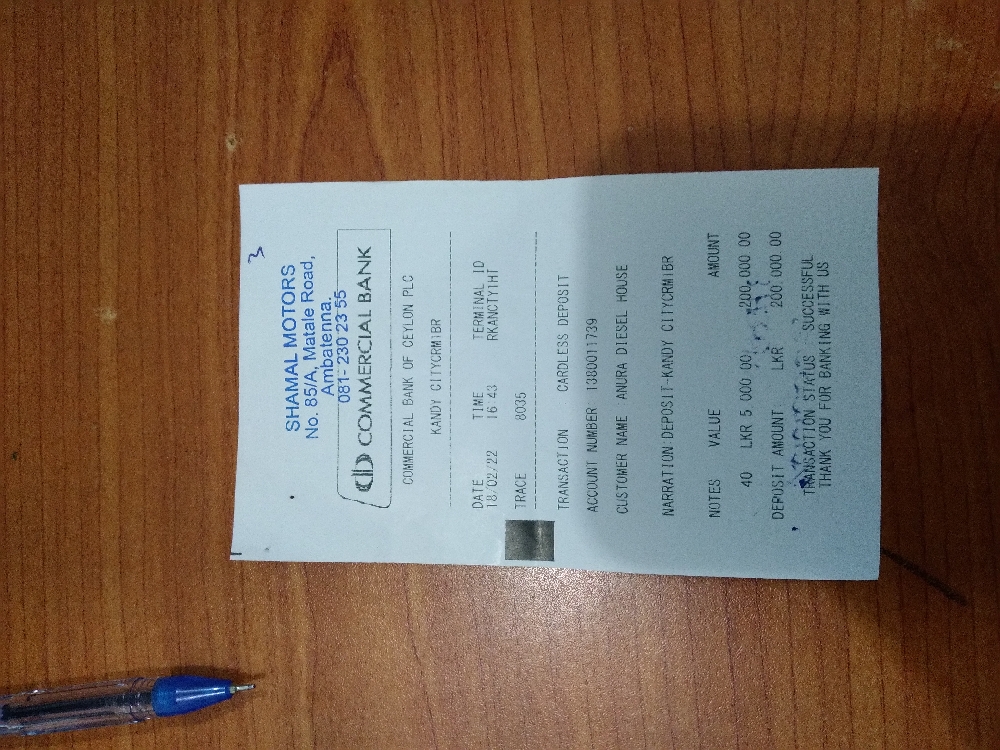 3
SHAMAL MOTORS
No. 85/A, Matale Road,
Ambatenna.
081- 230 23 55
COMMERCIAL BANK
COMMERCIAL BANK OF CEYLON PLC
KANDY CITYCRMIBR
DATE TIME TERMINAL ID
18/02/22 16 43 RKANCTYIHT
TRACE 8035
TRANSACTION CARDLESS DEPOSIT
ACCOUNT NUMBER 1380011739
CUSTOMER NAME ANURA DIESEL HOUSE
NARRATION:DEPOSIT-KANDY CITYCRMIBR
NOTES VALUE AMOUNT
40 LKR 5 000 00 200,000 00
DEPOSIT AMOUNT LKR 200 000 00
TRANSACTION STATUS SUCCESSFUL
THANK YOU FOR BANKING WITH US